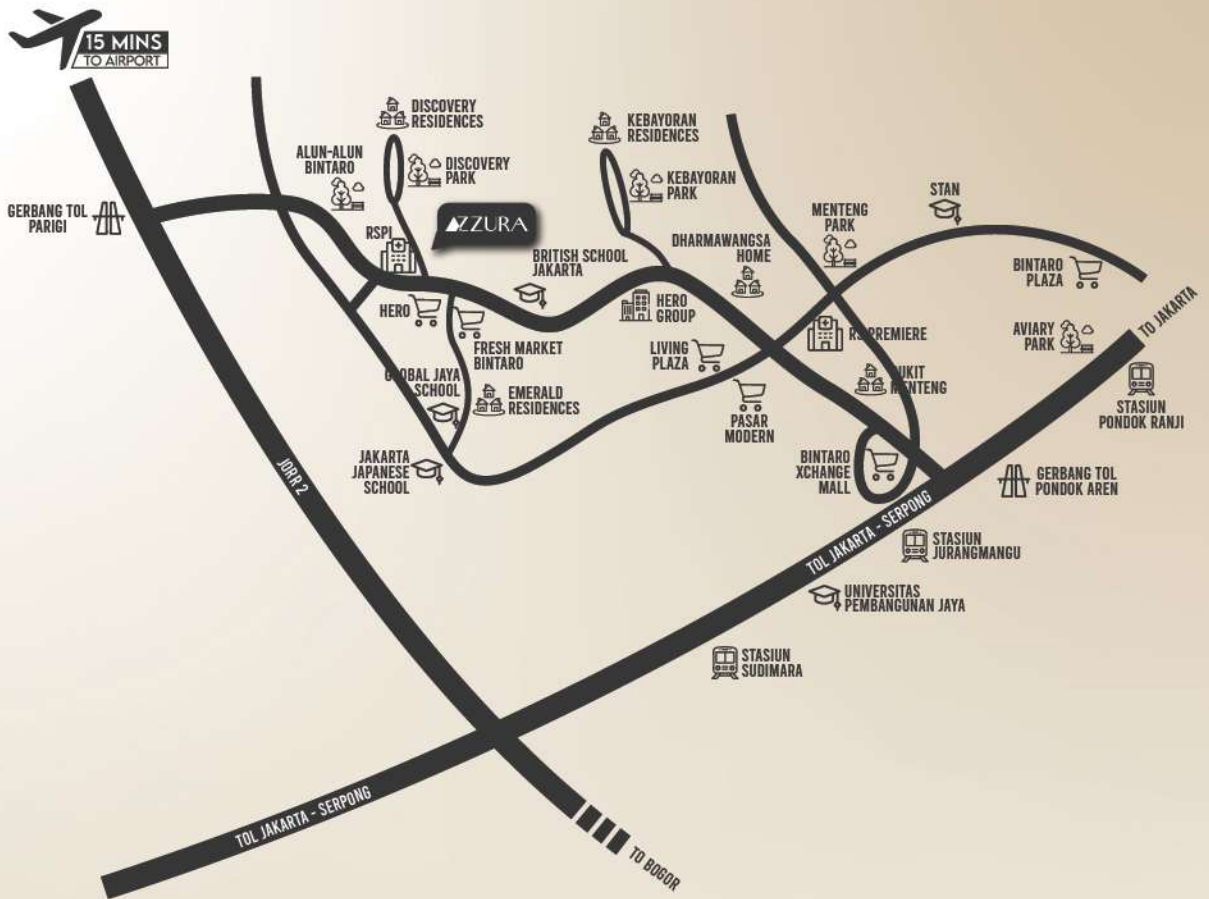 15 MINS
TO AIRPORT
DISCOVERY
RESIDENCES
KEBAYORAN
RESIDENCES
ALUN-ALUN
BINTARO
DISCOVERY
PARK
KEBAYORAN
PARK
STAN
GERBANG TOL
PARIGI
MENTENG
PARK
AZZURA
RSPI
DHARMAWANGSA
HOME
BRITISH SCHOOL
JAKARTA
BINTARO
PLAZA
HERO
HERO
GROUP
TO JAKARTA
FRESH MARKET
BINTARO
LIVING
PLAZA
RS PREMIERE
AVIARY
PARK
GLOBAL JAYA
SCHOOL
EMERALD
RESIDENCES
BUKIT
MENTENG
PASAR
MODERN
STASIUN
PONDOK RANJI
JAKARTA
JAPANESE
SCHOOL
BINTARO
XCHANGE
MALL
GERBANG TOL
PONDOK AREN
JORR 2
TOL JAKARTA - SERPONG
STASIUN
JURANGMANGU
UNIVERSITAS
PEMBANGUNAN JAYA
STASIUN
SUDIMARA
TOL JAKARTA - SERPONG
TO BOGOR